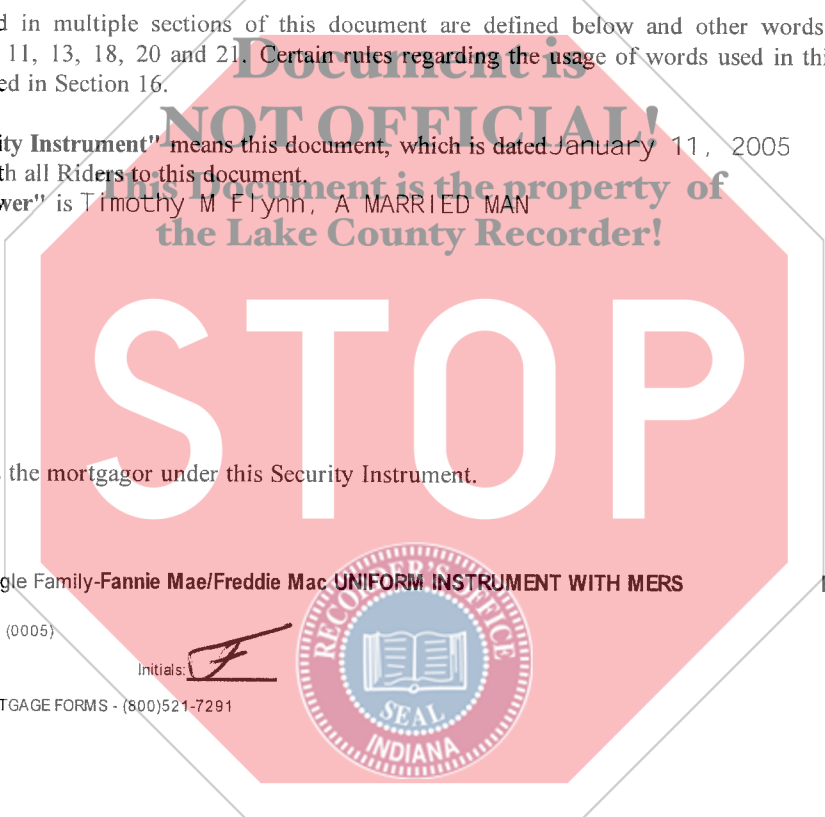 d in multiple sections of this document are defined below and other words
11, 13, 18, 20 and 21. Certain rules regarding the usage of words used in thi
ed in Section 16.
Document is
NOT OFFICIAL!
This Document is the property of
the Lake County Recorder!
ity Instrument" means this document, which is dated January 11, 2005
th all Riders to this document.
wer" is Timothy M Flynn, A MARRIED MAN
STOP
the mortgagor under this Security Instrument.
gle Family-Fannie Mae/Freddie Mac UNIFORM INSTRUMENT WITH MERS
(0005)
Initials:
TGAGE FORMS - (800)521-7291
RECORDER'S OFFICE
SEAL
INDIANA